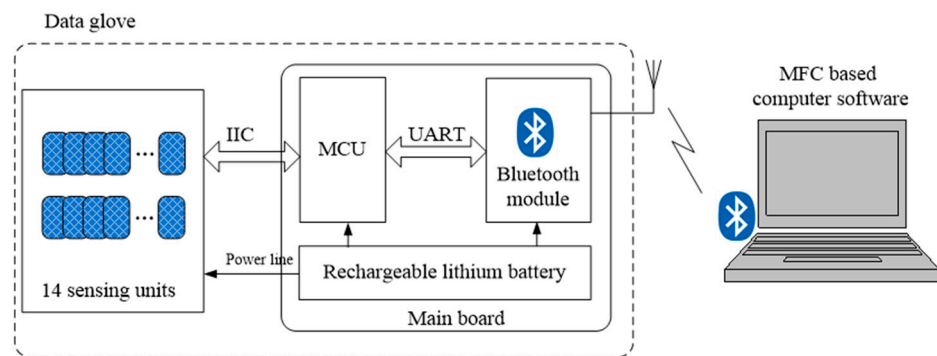 Data glove
MFC based
computer software
IIC
MCU
UART
Bluetooth
module
Power line
Rechargeable lithium battery
14 sensing units
Main board